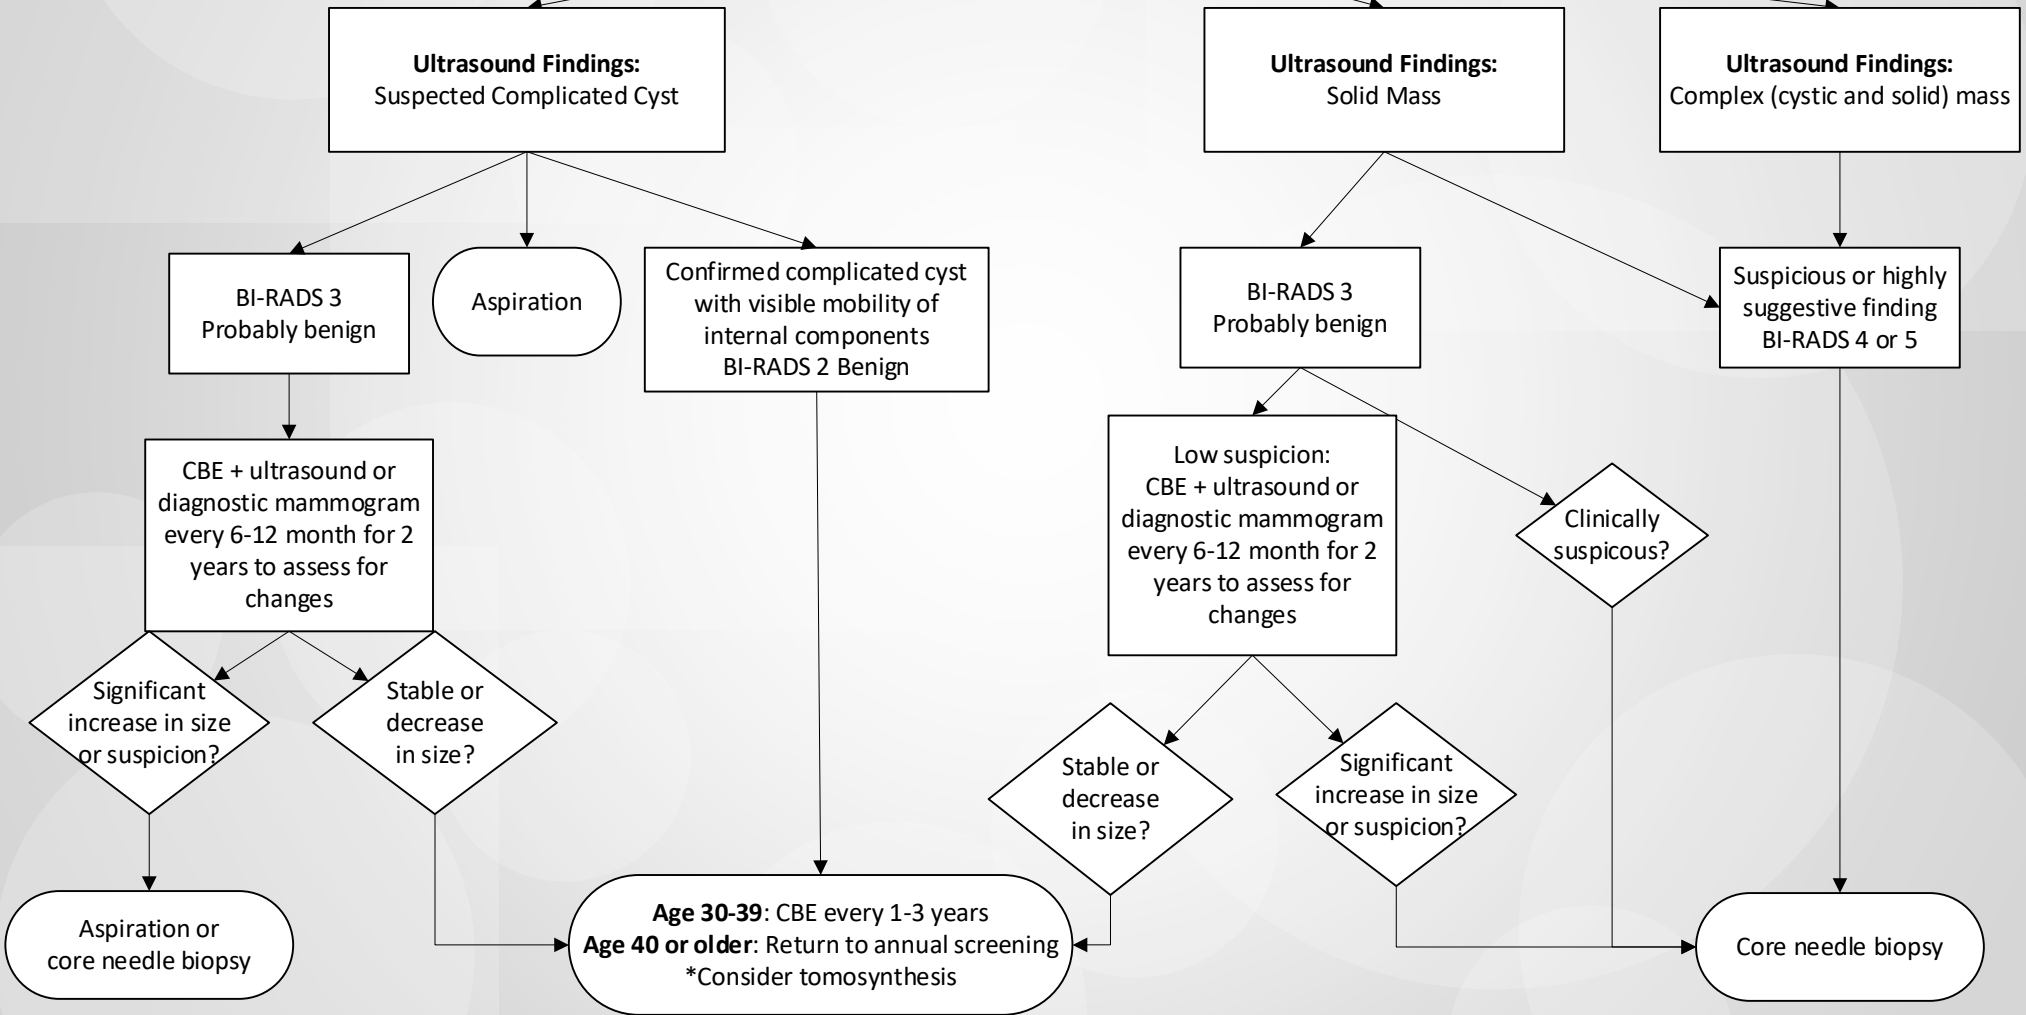 Ultrasound Findings:
Suspected Complicated Cyst
Ultrasound Findings:
Solid Mass
Ultrasound Findings:
Complex (cystic and solid) mass
BI-RADS 3
Probably benign
Aspiration
Confirmed complicated cyst
with visible mobility of
internal components
BI-RADS 2 Benign
BI-RADS 3
Probably benign
Suspicious or highly
suggestive finding
BI-RADS 4 or 5
CBE + ultrasound or
diagnostic mammogram
every 6-12 month for 2
years to assess for
changes
Low suspicion:
CBE + ultrasound or
diagnostic mammogram
every 6-12 month for 2
years to assess for
changes
Clinically
suspicous?
Significant
increase in size
or suspicion?
Stable or
decrease
in size?
Stable or
decrease
in size?
Significant
increase in size
or suspicion?
Aspiration or
core needle biopsy
Age 30-39: CBE every 1-3 years
Age 40 or older: Return to annual screening
*Consider tomosynthesis
Core needle biopsy